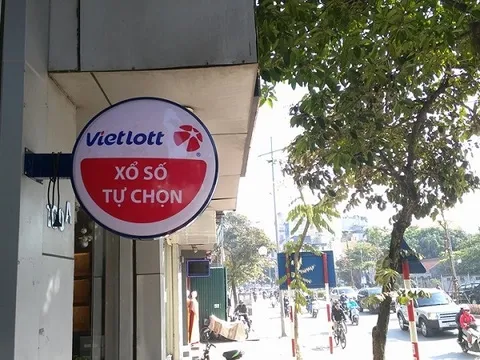 Vietlott
XỔ SỐ
TỰ CHỌN